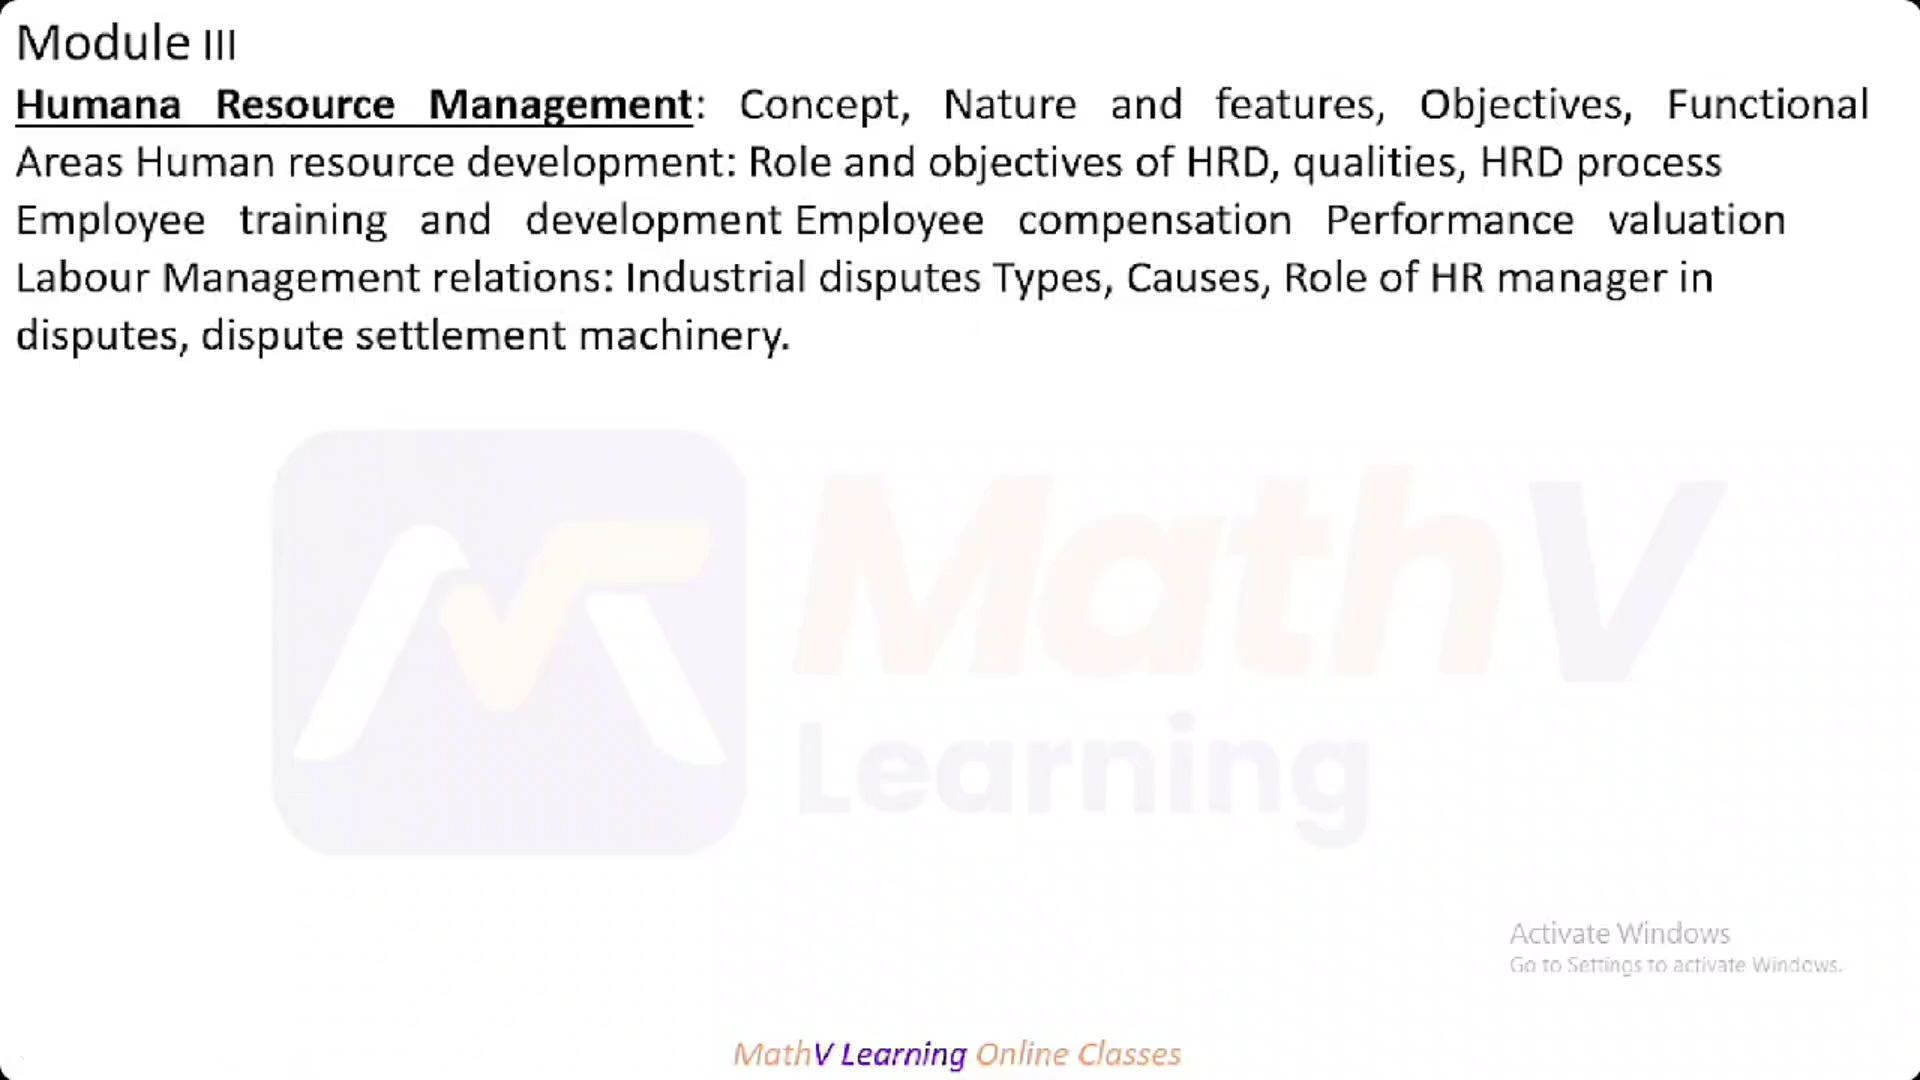 Module III
Humana Resource Management: Concept, Nature and features, Objectives, Functional
Areas Human resource development: Role and objectives of HRD, qualities, HRD process
Employee training and development Employee compensation Performance valuation
Labour Management relations: Industrial disputes Types, Causes, Role of HR manager in
disputes, dispute settlement machinery.
MathV
Learning
Activate Windows
Go to Settings to activate Windows.
MathV Learning Online Classes